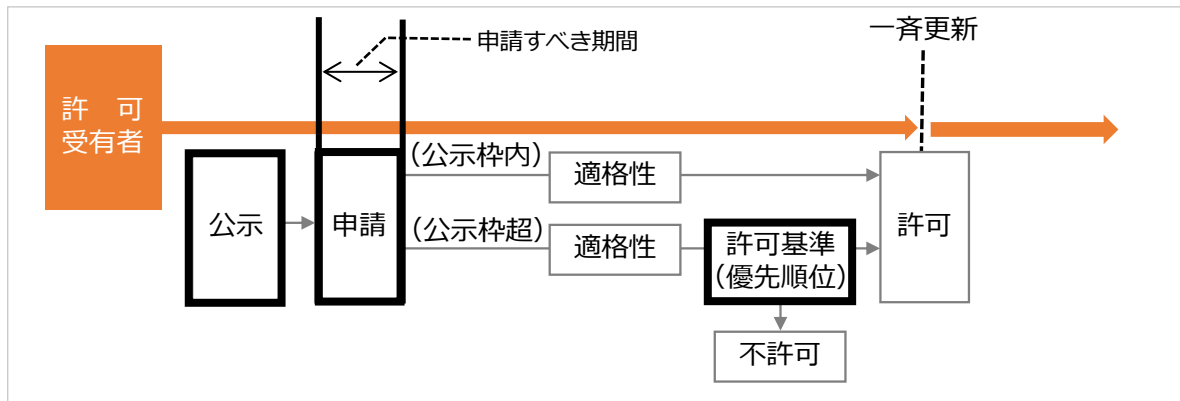 一斉更新
申請すべき期間
許　可
受有者
公示
申請
（公示枠内）
適格性
（公示枠超）
適格性
許可基準
（優先順位）
許可
不許可